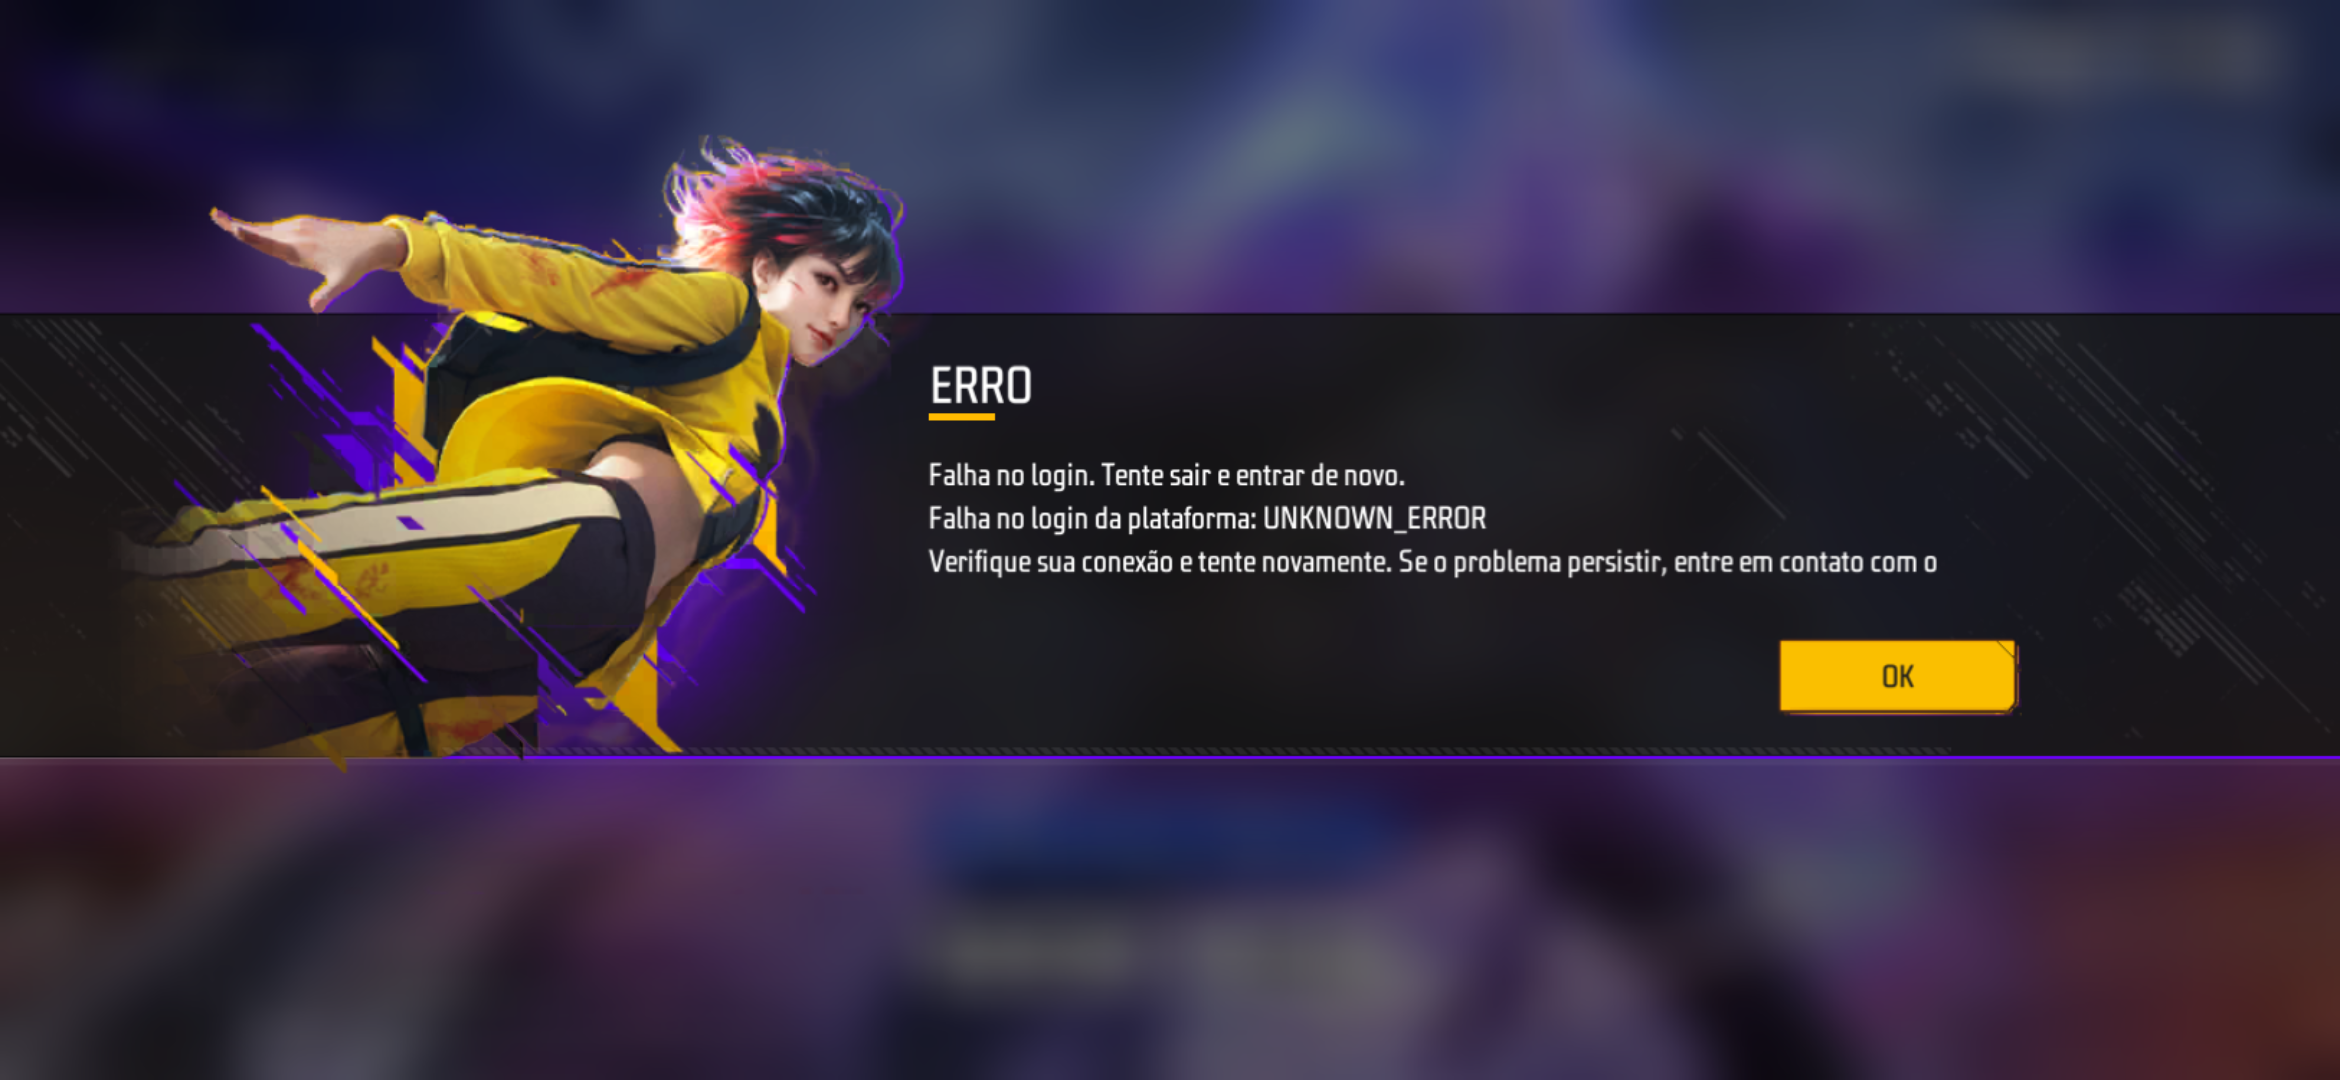 ERRO
Falha no login. Tente sair e entrar de novo.
Falha no login da plataforma: UNKNOWN_ERROR
Verifique sua conexão e tente novamente. Se o problema persistir, entre em contato com o
OK